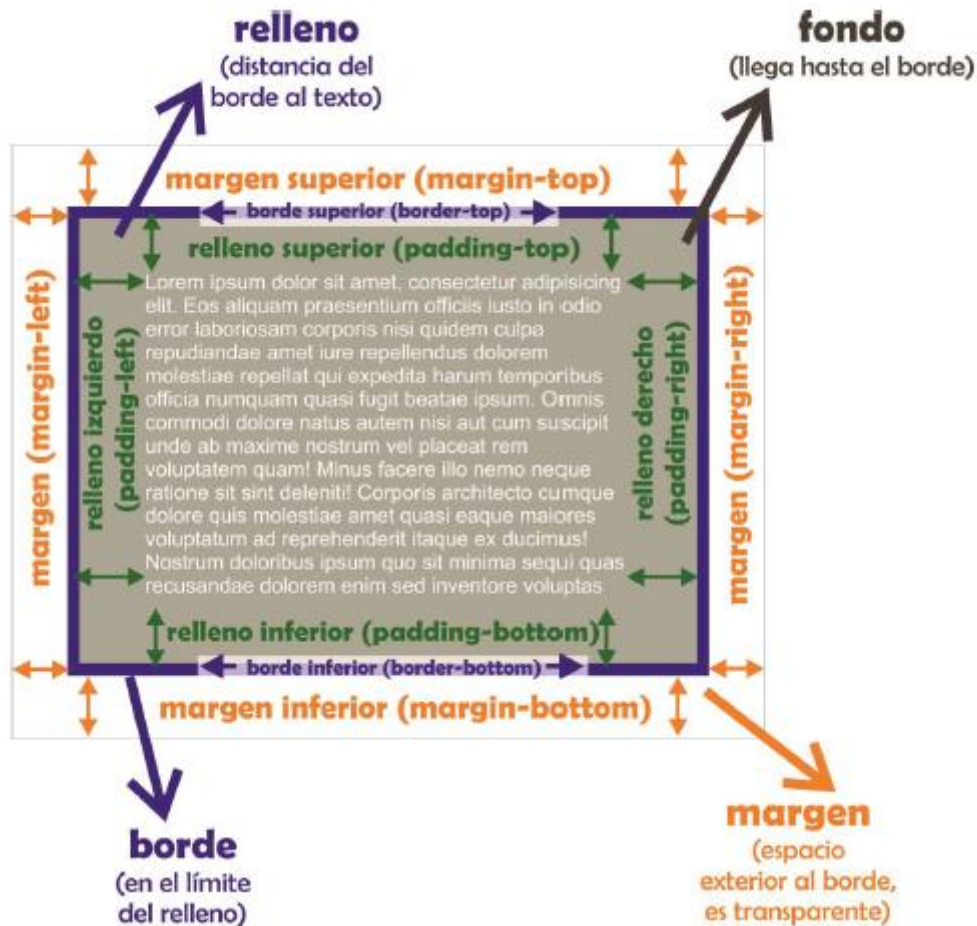 relleno
(distancia del
borde al texto)
fondo
(llega hasta el borde)
margen superior (margin-top)
borde superior (border-top)
relleno superior (padding-top)
margen (margin-left)
relleno izquierdo
(padding-left)
Lorem ipsum dolor sit amet, consectetur adipisicing
elit. Eos aliquam praesentium officiis iusto in odio
error laboriosam corporis nisi quidem culpa
repudiandae amet iure repellendus dolorem
molestiae repellat qui expedita harum temporibus
officia numquam quasi fugit beatae ipsum. Omnis
commodi dolore natus autem nisi aut cum suscipit
unde ab maxime nostrum vel placeat rem
voluptatem quam! Minus facere illo nemo neque
ratione sit sint deleniti! Corporis architecto cumque
dolore quis molestiae amet quasi eaque maiores
voluptatum ad reprehenderit itaque ex ducimus!
Nostrum doloribus ipsum quo sit minima sequi quas
recusandae dolorem enim sed inventore voluptas
relleno derecho
(padding-right)
margen (margin-right)
relleno inferior (padding-bottom)
borde inferior (border-bottom)
margen inferior (margin-bottom)
borde
(en el límite
del relleno)
margen
(espacio
exterior al borde,
es transparente)